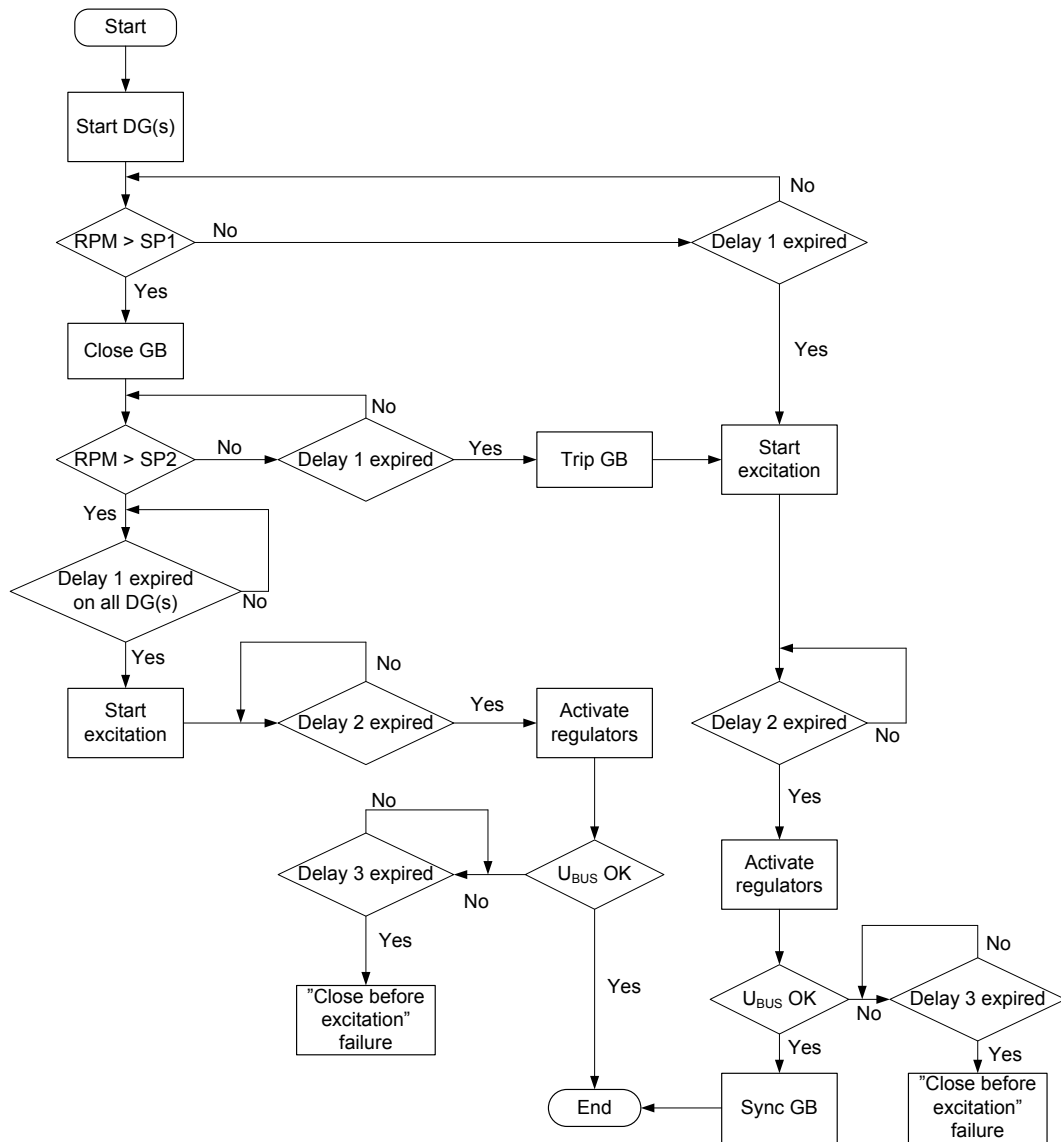 Start
Start DG(s)
No
RPM > SP1
No
Delay 1 expired
Yes
Close GB
Yes
No
RPM > SP2
No
Delay 1 expired
Yes
Trip GB
Start
excitation
Yes
Delay 1 expired
on all DG(s)
No
Yes
No
Start
excitation
Delay 2 expired
Yes
Activate
regulators
Delay 2 expired
No
Yes
No
Delay 3 expired
No
UBUS OK
Activate
regulators
Yes
Yes
No
"Close before
excitation"
failure
UBUS OK
No
Delay 3 expired
Yes
Yes
End
Sync GB
"Close before
excitation"
failure